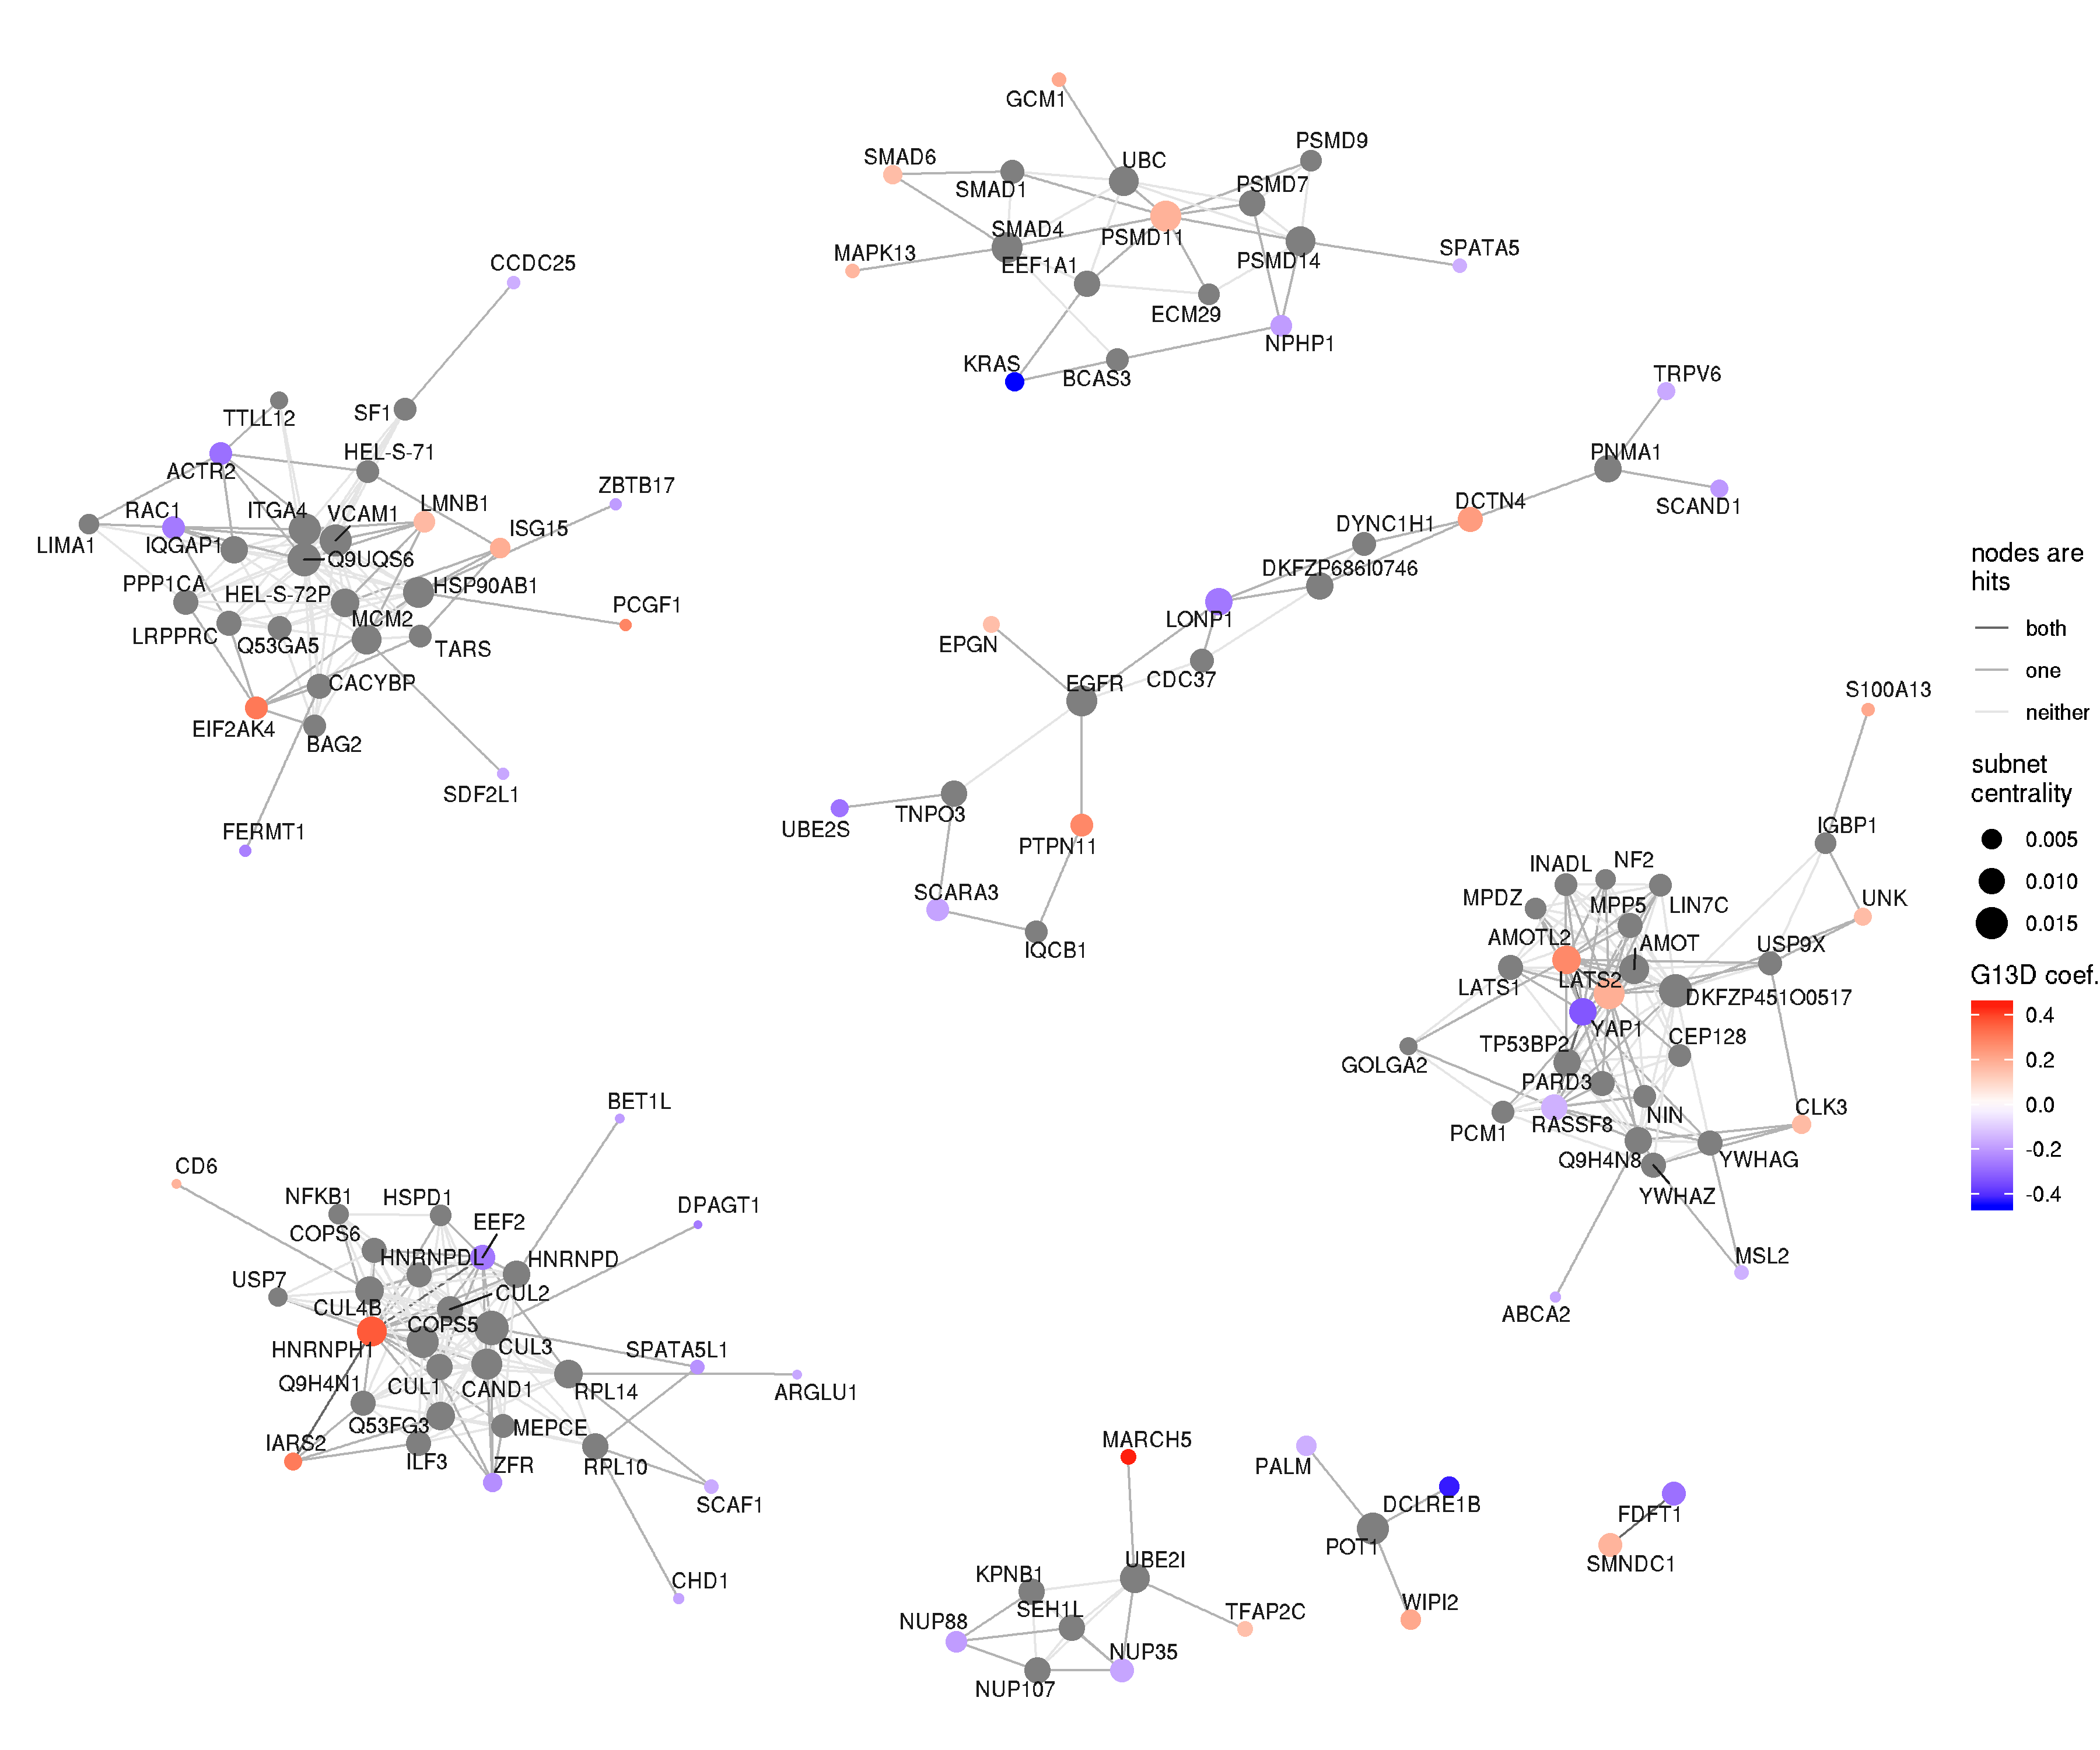 GCM1
PSMD9
SMAD6
UBC
SMAD1
PSMD7
SMAD4
PSMD11
MAPK13
EEF1A1
PSMD14
SPATA5
ECM29
NPHP1
KRAS
BCAS3
CCDC25
TTLL12
SF1
HEL-S-71
ACTR2
RAC1
ITGA4
VCAM1
LMNB1
ZBTB17
ISG15
LIMA1
IQGAP1
Q9UQS6
PPP1CA
HEL-S-72P
HSP90AB1
PCGF1
LRPPRC
Q53GA5
MCM2
TARS
CACYBP
EIF2AK4
BAG2
SDF2L1
FERMT1
TRPV6
PNMA1
DCTN4
SCAND1
DYNC1H1
DKFZP686I0746
LONP1
EPGN
CDC37
EGFR
TNPO3
UBE2S
PTPN11
SCARA3
IQCB1
S100A13
IGBP1
INADL
NF2
MPDZ
MPP5
LIN7C
UNK
AMOTL2
AMOT
USP9X
LATS1
LATS2
DKFZP451O0517
YAP1
TP53BP2
CEP128
GOLGA2
PARD3
NIN
CLK3
PCM1
RASSF8
Q9H4N8
YWHAG
YWHAZ
MSL2
ABCA2
BET1L
CD6
NFKB1
HSPD1
DPAGT1
COPS6
EEF2
HNRNPDL
HNRNPD
USP7
CUL2
CUL4B
COPS5
HNRNPH1
CUL3
SPATA5L1
Q9H4N1
CUL1
CAND1
RPL14
ARGLU1
Q53FG3
MEPCE
IARS2
ILF3
ZFR
RPL10
SCAF1
CHD1
MARCH5
KPNB1
UBE2I
SEH1L
NUP88
TFAP2C
NUP35
NUP107
PALM
DCLRE1B
POT1
WIPI2
FDFT1
SMNDC1
nodes are
hits
both
one
neither
subnet
centrality
0.005
0.010
0.015
G13D coef.
0.4
0.2
0.0
-0.2
-0.4